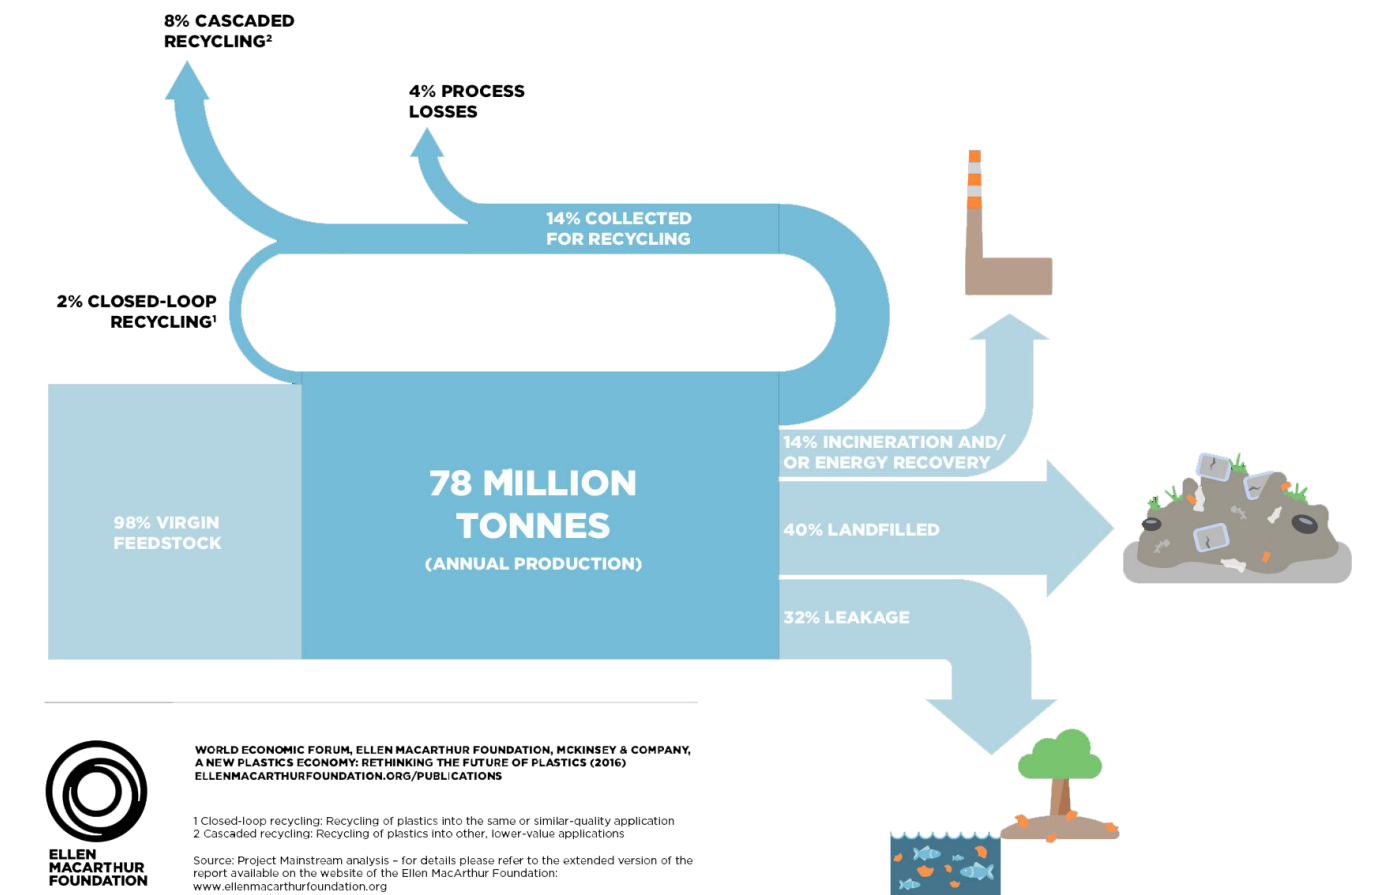 8% CASCADED
RECYCLING²
4% PROCESS
LOSSES
14% COLLECTED
FOR RECYCLING
2% CLOSED-LOOP
RECYCLING¹
98% VIRGIN
FEEDSTOCK
78 MILLION
TONNES
(ANNUAL PRODUCTION)
14% INCINERATION AND/
OR ENERGY RECOVERY
40% LANDFILLED
32% LEAKAGE
WORLD ECONOMIC FORUM, ELLEN MACARTHUR FOUNDATION, MCKINSEY & COMPANY,
A NEW PLASTICS ECONOMY: RETHINKING THE FUTURE OF PLASTICS (2016)
ELLENMACARTHURFOUNDATION.ORG/PUBLICATIONS
1 Closed-loop recycling: Recycling of plastics into the same or similar-quality application
2 Cascaded recycling: Recycling of plastics into other, lower-value applications
Source: Project Mainstream analysis – for details please refer to the extended version of the
report available on the website of the Ellen MacArthur Foundation:
www.ellenmacarthurfoundation.org
ELLEN
MACARTHUR
FOUNDATION